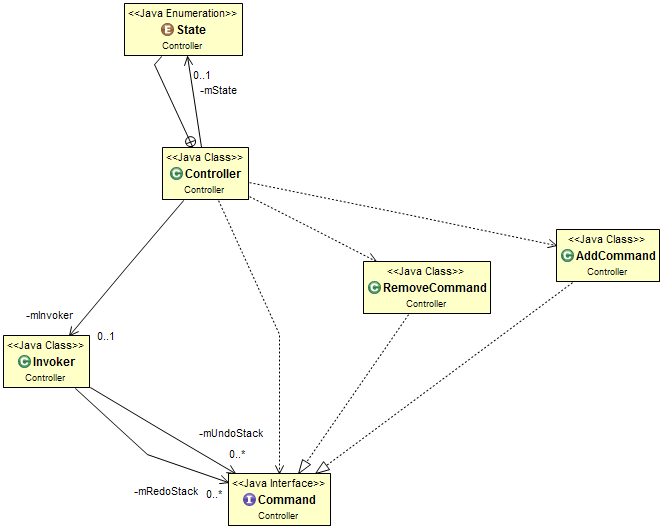 <<Java Enumeration>>
E State
Controller
0..1
-mState
<<Java Class>>
C Controller
Controller
<<Java Class>>
C AddCommand
Controller
<<Java Class>>
C RemoveCommand
Controller
-mInvoker
0..1
<<Java Class>>
C Invoker
Controller
-mUndoStack
0..*
-mRedoStack
0..*
<<Java Interface>>
I Command
Controller